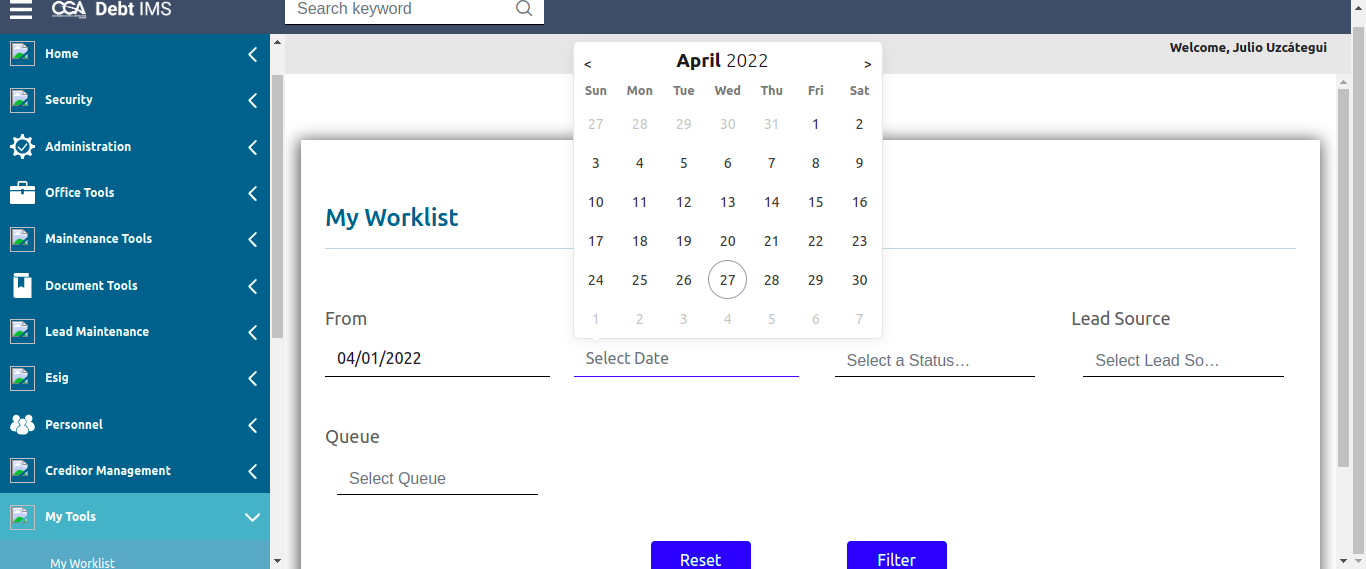 CGA Debt IMS
Search keyword
Welcome, Julio Uzcátegui
Home
Security
Administration
Office Tools
Maintenance Tools
Document Tools
Lead Maintenance
Esig
Personnel
Creditor Management
My Tools
My Worklist
< April 2022 >
Sun Mon Tue Wed Thu Fri Sat
27 28 29 30 31 1 2
3 4 5 6 7 8 9
10 11 12 13 14 15 16
17 18 19 20 21 22 23
24 25 26 27 28 29 30
1 2 3 4 5 6 7
My Worklist
From
Lead Source
04/01/2022
Select Date
Select a Status…
Select Lead So…
Queue
Select Queue
Reset
Filter